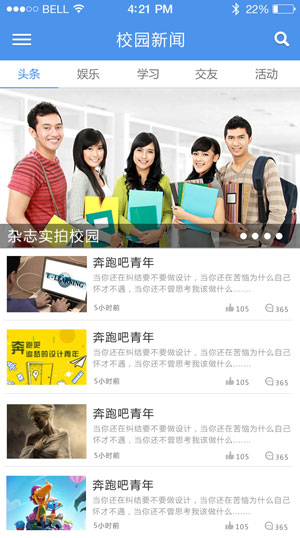 BELL 4:21 PM 52%
校园新闻
头条 娱乐 学习 交友 活动
杂志实拍校园
E-LEARNING
奔跑吧青年
你还在纠结要不要做设计，当你还在苦恼为什么自己
怀才不遇，当你还不曾思考我该做什么......
5小时前 105 365
奔跑吧
追梦的设计青年
奔跑吧青年
你还在纠结要不要做设计，当你还在苦恼为什么自己
怀才不遇，当你还不曾思考我该做什么......
5小时前 105 365
奔跑吧青年
你还在纠结要不要做设计，当你还在苦恼为什么自己
怀才不遇，当你还不曾思考我该做什么......
5小时前 105 365
奔跑吧青年
你还在纠结要不要做设计，当你还在苦恼为什么自己
怀才不遇，当你还不曾思考我该做什么......
5小时前 105 365